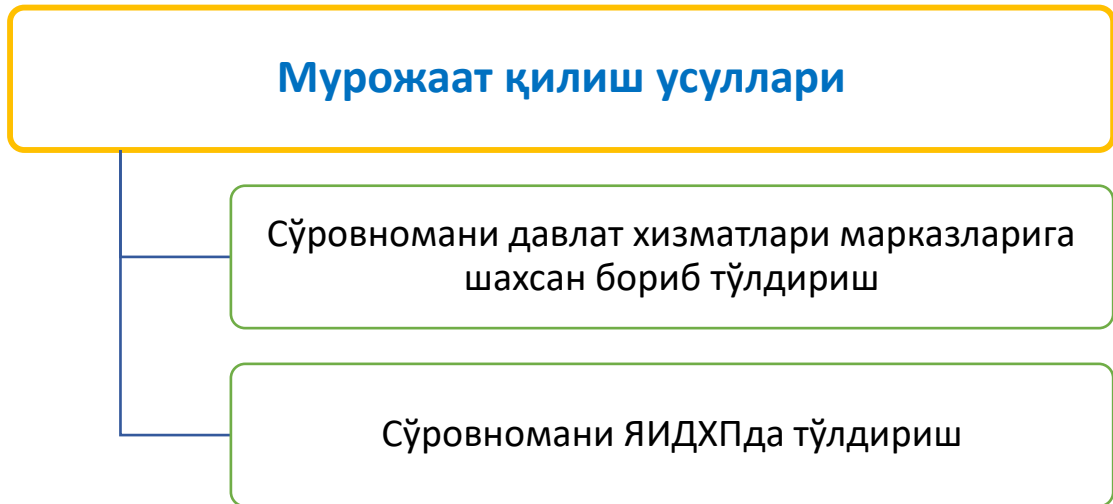 Мурожаат қилиш усуллари
Сўровномани давлат хизматлари марказларига
шахсан бориб тўлдириш
Сўровномани ЯИДХПда тўлдириш